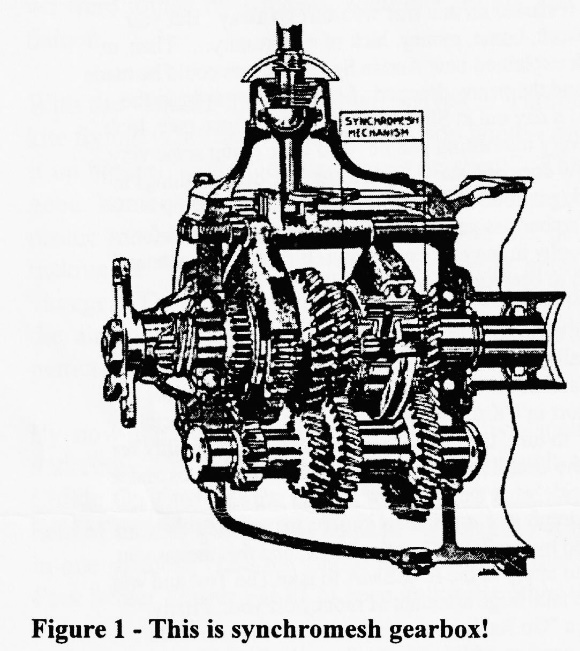 SYNCHROMESH
MECHANISM
Figure 1 - This is synchromesh gearbox!